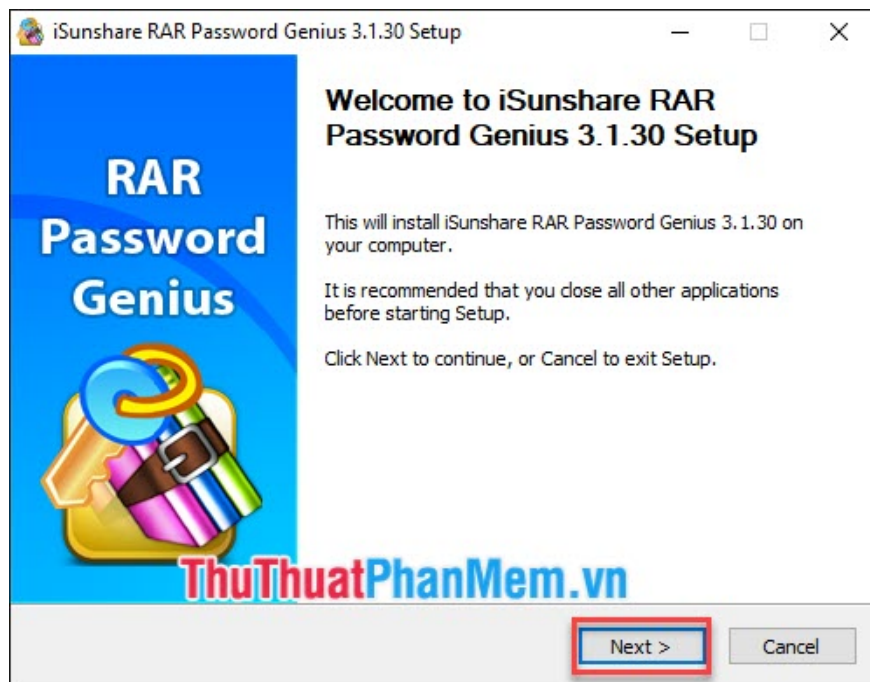 iSunshare RAR Password Genius 3.1.30 Setup
RAR
Password
Genius
Welcome to iSunshare RAR
Password Genius 3.1.30 Setup
This will install iSunshare RAR Password Genius 3.1.30 on
your computer.
It is recommended that you close all other applications
before starting Setup.
Click Next to continue, or Cancel to exit Setup.
ThuThuatPhanMem.vn
Next >
Cancel